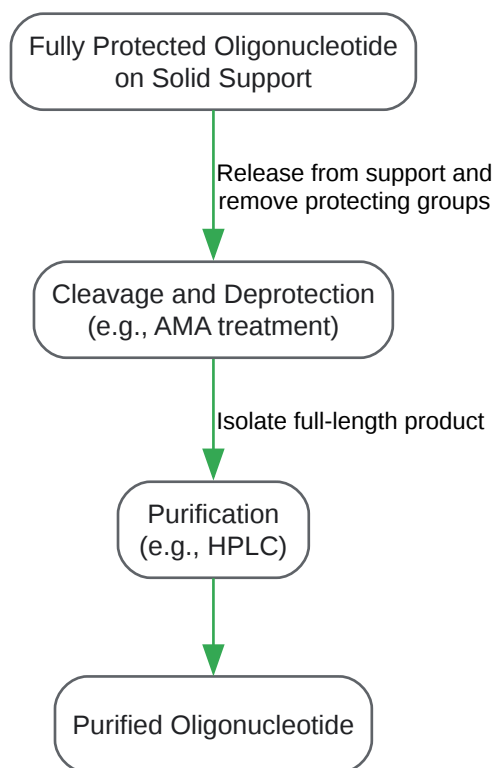 Fully Protected Oligonucleotide
on Solid Support
Release from support and
remove protecting groups
Cleavage and Deprotection
(e.g., AMA treatment)
Isolate full-length product
Purification
(e.g., HPLC)
Purified Oligonucleotide